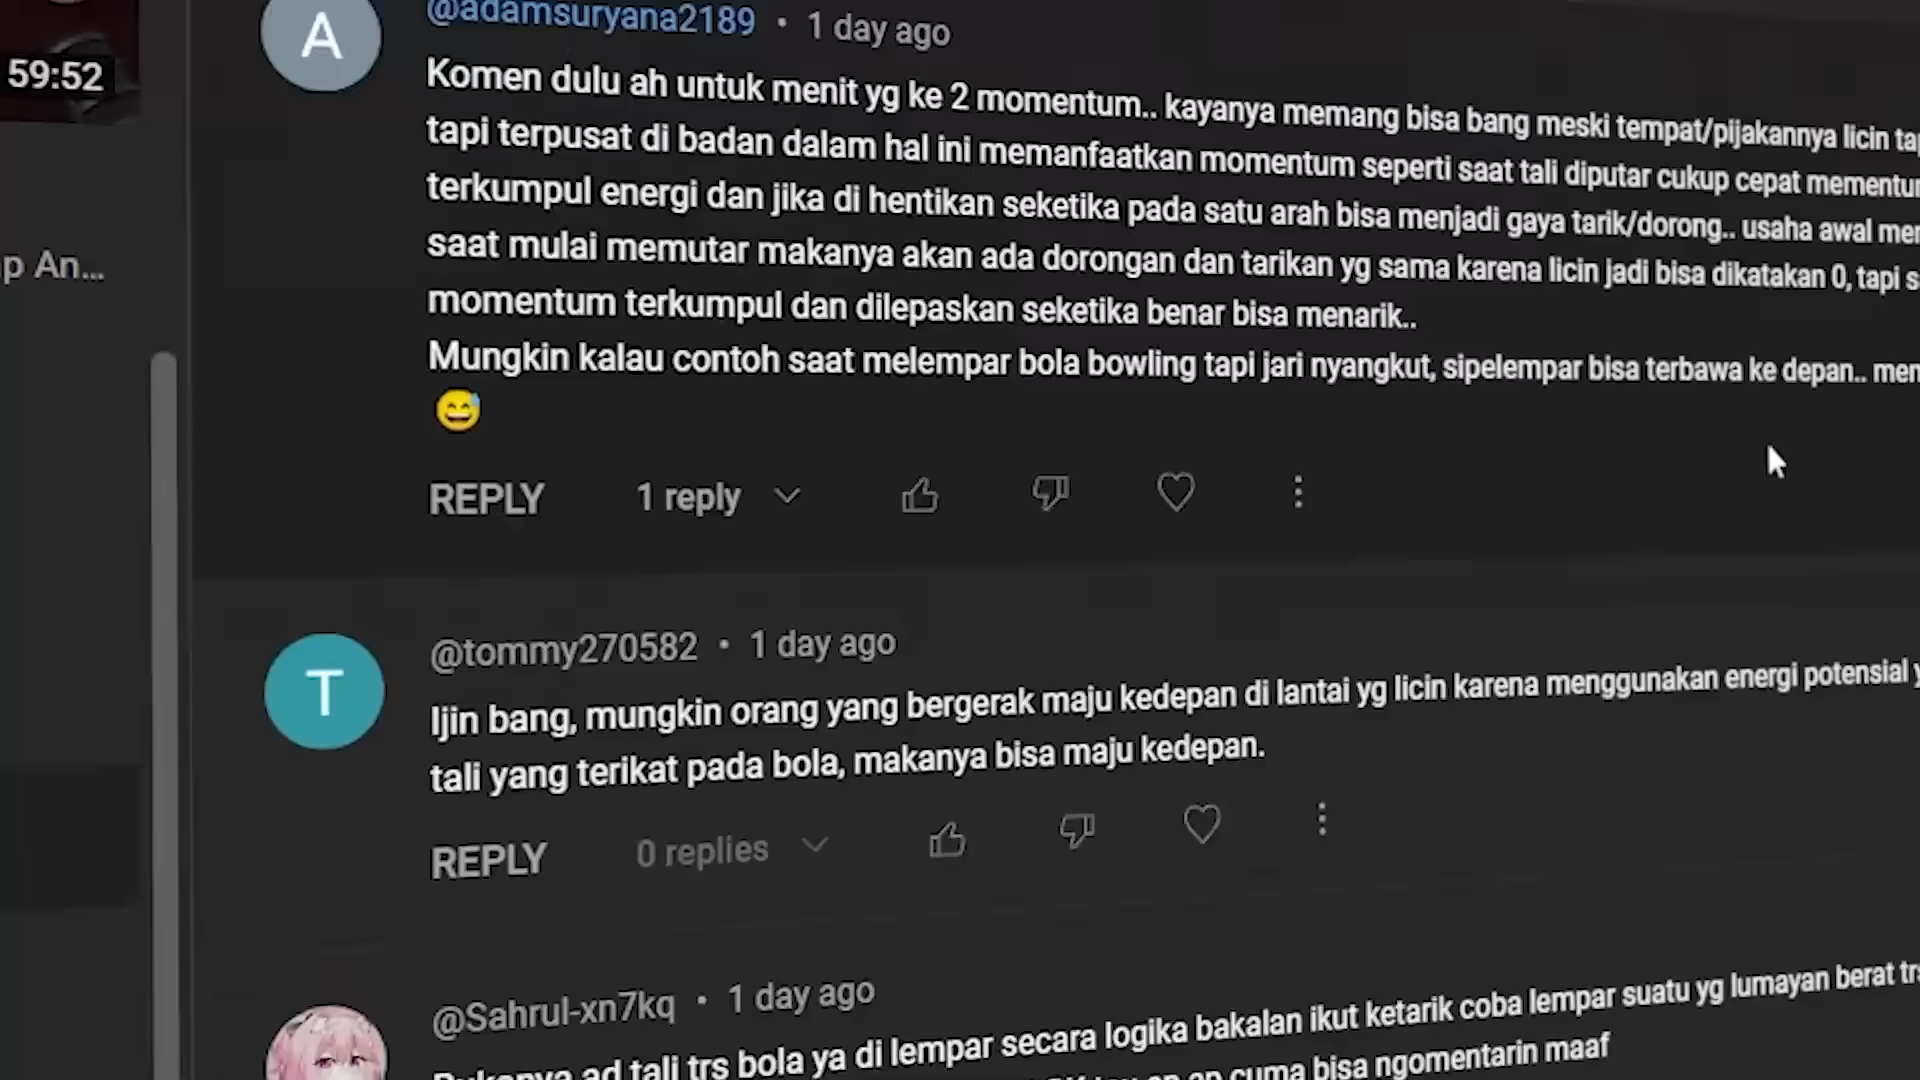 59:52
p An...
A
@adamsuryana2189 • 1 day ago
Komen dulu ah untuk menit yg ke 2 momentum.. kayanya memang bisa bang meski tempat/pijakannya licin
tapi terpusat di badan dalam hal ini memanfaatkan momentum seperti saat tali diputar cukup cepat
terkumpul energi dan jika di hentikan seketika pada satu arah bisa menjadi gaya tarik/dorong.. usaha awal
saat mulai memutar makanya akan ada dorongan dan tarikan yg sama karena licin jadi bisa dikatakan 0, tapi
momentum terkumpul dan dilepaskan seketika benar bisa menarik..
Mungkin kalau contoh saat melempar bola bowling tapi jari nyangkut, sipelempar bisa terbawa ke depan..
😅
REPLY 1 reply
T
@tommy270582 • 1 day ago
Ijin bang, mungkin orang yang bergerak maju kedepan di lantai yg licin karena menggunakan energi potensial
tali yang terikat pada bola, makanya bisa maju kedepan.
REPLY 0 replies
@Sahrul-xn7kq • 1 day ago
ad tali trs bola ya di lempar secara logika bakalan ikut ketarik coba lempar suatu yg lumayan berat
cuma bisa ngomentarin maaf